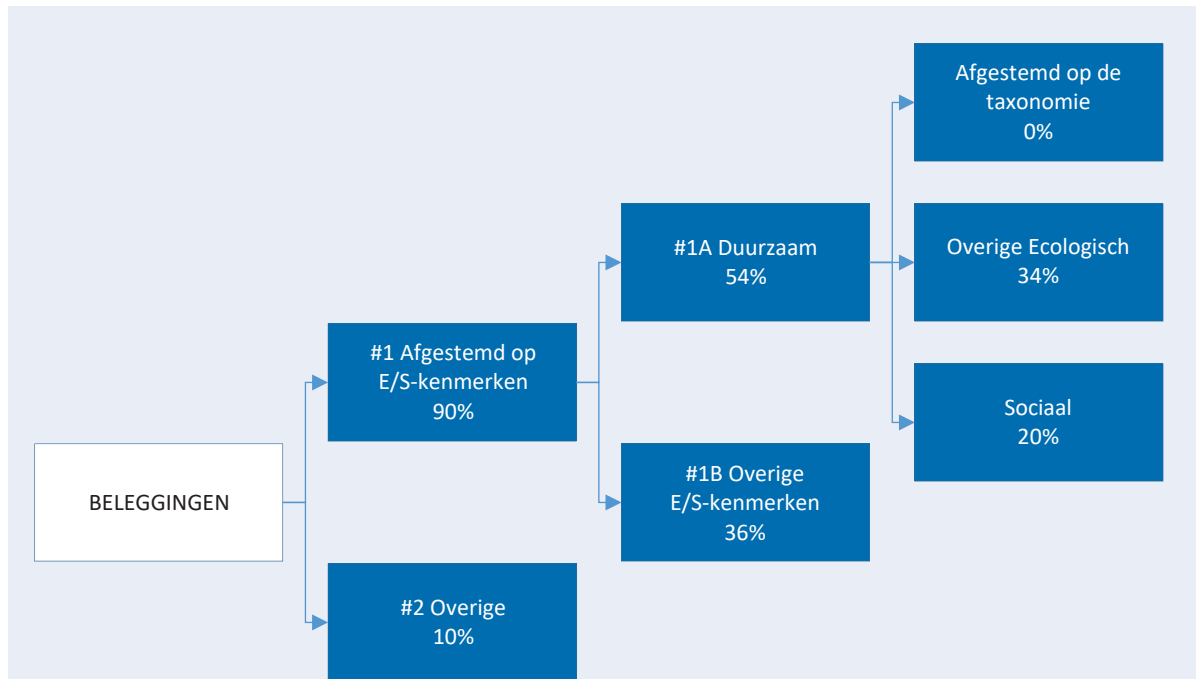 BELEGGINGEN
#1 Afgestemd op
E/S-kenmerken
90%
#2 Overige
10%
#1A Duurzaam
54%
#1B Overige
E/S-kenmerken
36%
Afgestemd op de
taxonomie
0%
Overige Ecologisch
34%
Sociaal
20%